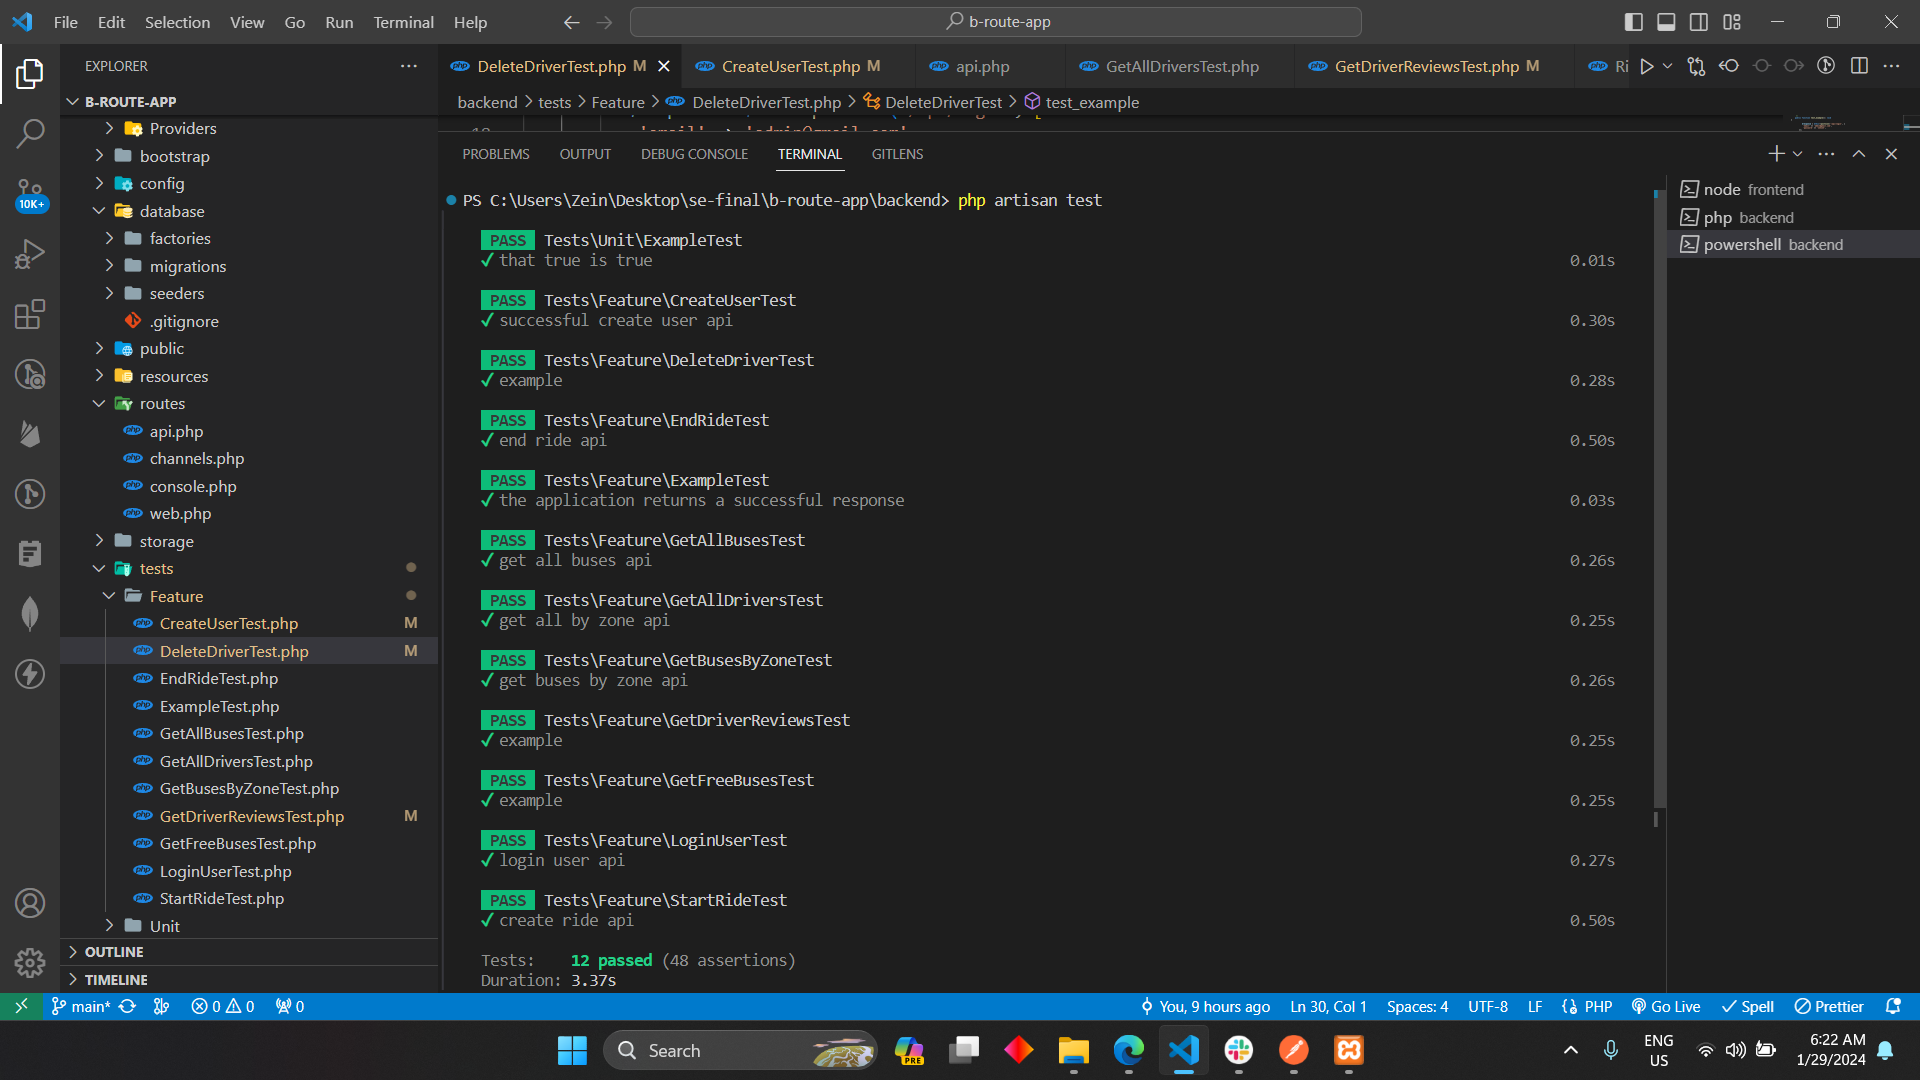 File Edit Selection View Go Run Terminal Help
b-route-app
EXPLORER
B-ROUTE-APP
Providers
bootstrap
config
database
factories
migrations
seeders
.gitignore
public
resources
routes
api.php
channels.php
console.php
web.php
storage
tests
Feature
CreateUserTest.php M
DeleteDriverTest.php M
EndRideTest.php
ExampleTest.php
GetAllBusesTest.php
GetAllDriversTest.php
GetBusesByZoneTest.php
GetDriverReviewsTest.php M
GetFreeBusesTest.php
LoginUserTest.php
StartRideTest.php
Unit
OUTLINE
TIMELINE
10K+
DeleteDriverTest.php M CreateUserTest.php M api.php GetAllDriversTest.php GetDriverReviewsTest.php M Ri
backend > tests > Feature > DeleteDriverTest.php > DeleteDriverTest > test_example
PROBLEMS OUTPUT DEBUG CONSOLE TERMINAL GITLENS
PS C:\Users\Zein\Desktop\se-final\b-route-app\backend> php artisan test
PASS Tests\Unit\ExampleTest
✓ that true is true 0.01s
PASS Tests\Feature\CreateUserTest
✓ successful create user api 0.30s
PASS Tests\Feature\DeleteDriverTest
✓ example 0.28s
PASS Tests\Feature\EndRideTest
✓ end ride api 0.50s
PASS Tests\Feature\ExampleTest
✓ the application returns a successful response 0.03s
PASS Tests\Feature\GetAllBusesTest
✓ get all buses api 0.26s
PASS Tests\Feature\GetAllDriversTest
✓ get all by zone api 0.25s
PASS Tests\Feature\GetBusesByZoneTest
✓ get buses by zone api 0.26s
PASS Tests\Feature\GetDriverReviewsTest
✓ example 0.25s
PASS Tests\Feature\GetFreeBusesTest
✓ example 0.25s
PASS Tests\Feature\LoginUserTest
✓ login user api 0.27s
PASS Tests\Feature\StartRideTest
✓ create ride api 0.50s
Tests: 12 passed (48 assertions)
Duration: 3.37s
node frontend
php backend
powershell backend
main* 0 0 0 You, 9 hours ago Ln 30, Col 1 Spaces: 4 UTF-8 LF PHP Go Live Spell Prettier
Search
PRE
ENG
US
6:22 AM
1/29/2024